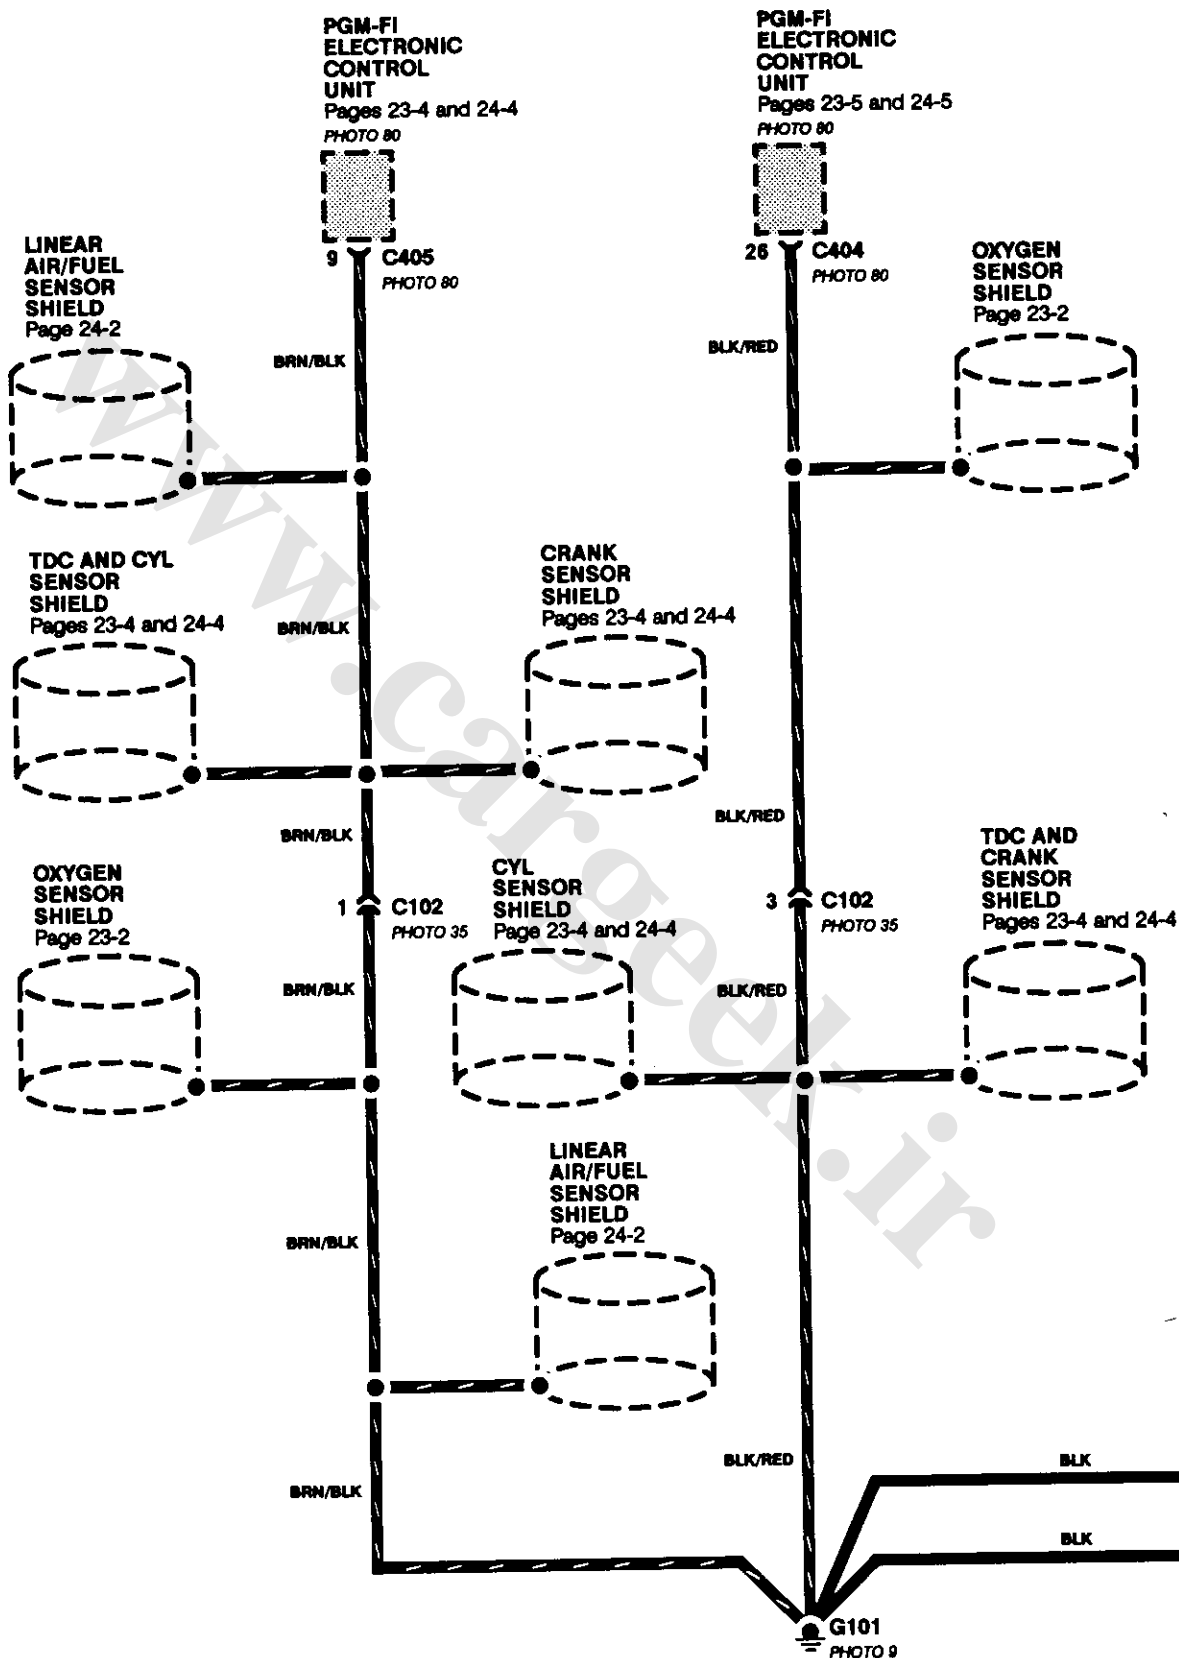 PGM-FI
ELECTRONIC
CONTROL
UNIT
Pages 23-4 and 24-4
PHOTO 80
PGM-FI
ELECTRONIC
CONTROL
UNIT
Pages 23-5 and 24-5
PHOTO 80
9 C405
PHOTO 80
26 C404
PHOTO 80
LINEAR
AIR/FUEL
SENSOR
SHIELD
Page 24-2
OXYGEN
SENSOR
SHIELD
Page 23-2
BRN/BLK
BLK/RED
TDC AND CYL
SENSOR
SHIELD
Pages 23-4 and 24-4
BRN/BLK
CRANK
SENSOR
SHIELD
Pages 23-4 and 24-4
BRN/BLK
BLK/RED
OXYGEN
SENSOR
SHIELD
Page 23-2
1 C102
PHOTO 35
CYL
SENSOR
SHIELD
Pages 23-4 and 24-4
3 C102
PHOTO 35
TDC AND
CRANK
SENSOR
SHIELD
Pages 23-4 and 24-4
BRN/BLK
BLK/RED
LINEAR
AIR/FUEL
SENSOR
SHIELD
Page 24-2
BRN/BLK
BLK/RED
BLK
BRN/BLK
BLK
G101
PHOTO 9
www.cargeek.ir